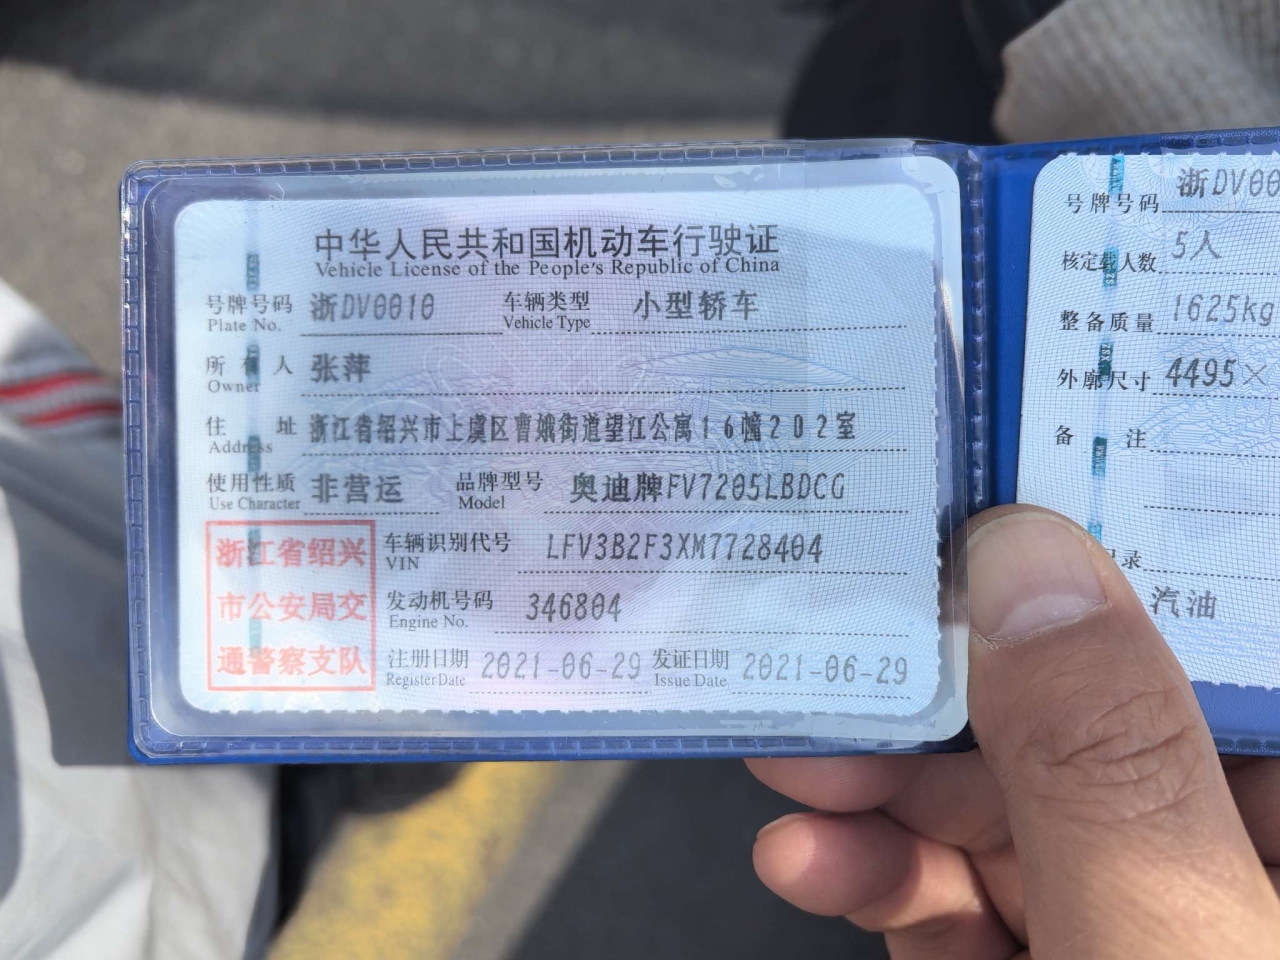 中华人民共和国机动车行驶证
Vehicle License of the People's Republic of China
号牌号码 浙DV0010 车辆类型 小型轿车
Plate No. Vehicle Type
所有人 张萍
Owner
住址 浙江省绍兴市上虞区曹娥街道望江公寓16幢202室
Address
使用性质 非营运 品牌型号 奥迪牌FV7205LBDCG
Use Character Model
浙江省绍兴
市公安局交
通警察支队
车辆识别代号 LFV3B2F3XM7728404
VIN
发动机号码 346804
Engine No.
注册日期 2021-06-29 发证日期 2021-06-29
Register Date Issue Date
号牌号码 浙DV00
核定载人数 5人
整备质量 1625kg
外廓尺寸 4495×
备注
录
汽油